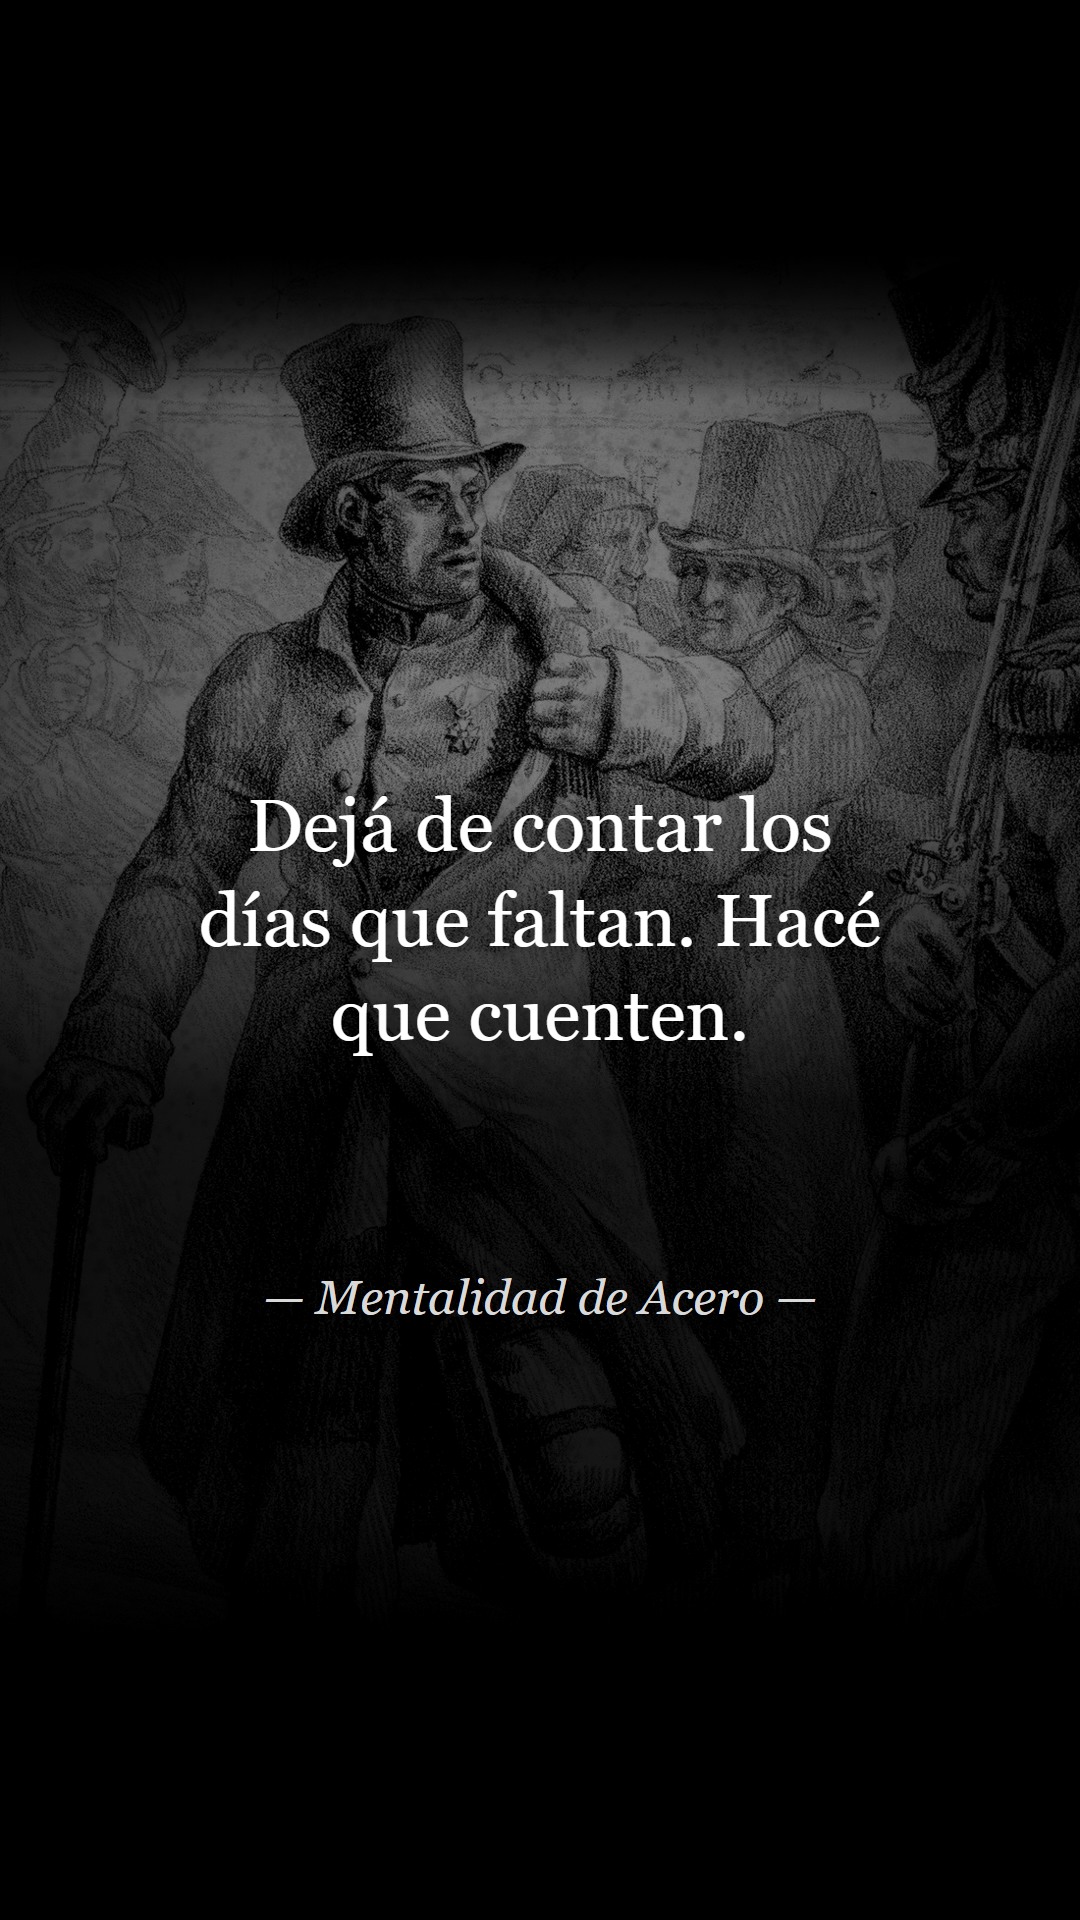 Dejá de contar los
días que faltan. Hacé
que cuenten.
— Mentalidad de Acero —